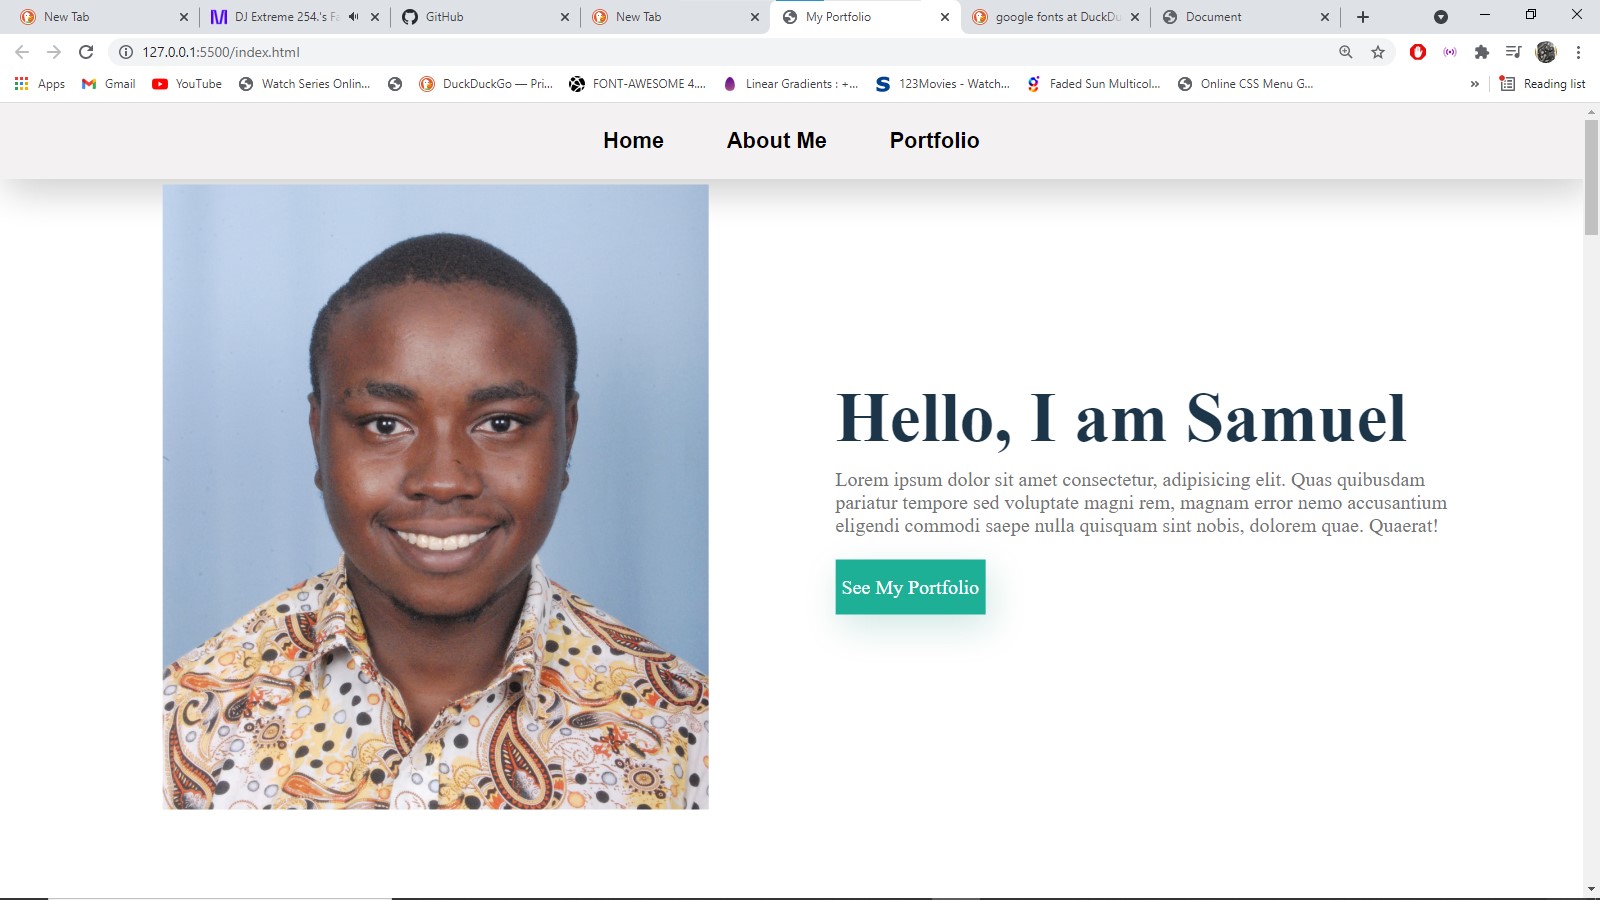 New Tab
DJ Extreme 254.'s Fa
GitHub
New Tab
My Portfolio
google fonts at DuckDu
Document
127.0.0.1:5500/index.html
Apps
Gmail
YouTube
Watch Series Onlin...
DuckDuckGo — Pri...
FONT-AWESOME 4....
Linear Gradients : +...
123Movies - Watch...
Faded Sun Multicol...
Online CSS Menu G...
»
Reading list
Home
About Me
Portfolio
Hello, I am Samuel
Lorem ipsum dolor sit amet consectetur, adipisicing elit. Quas quibusdam
pariatur tempore sed voluptate magni rem, magnam error nemo accusantium
eligendi commodi saepe nulla quisquam sint nobis, dolorem quae. Quaerat!
See My Portfolio